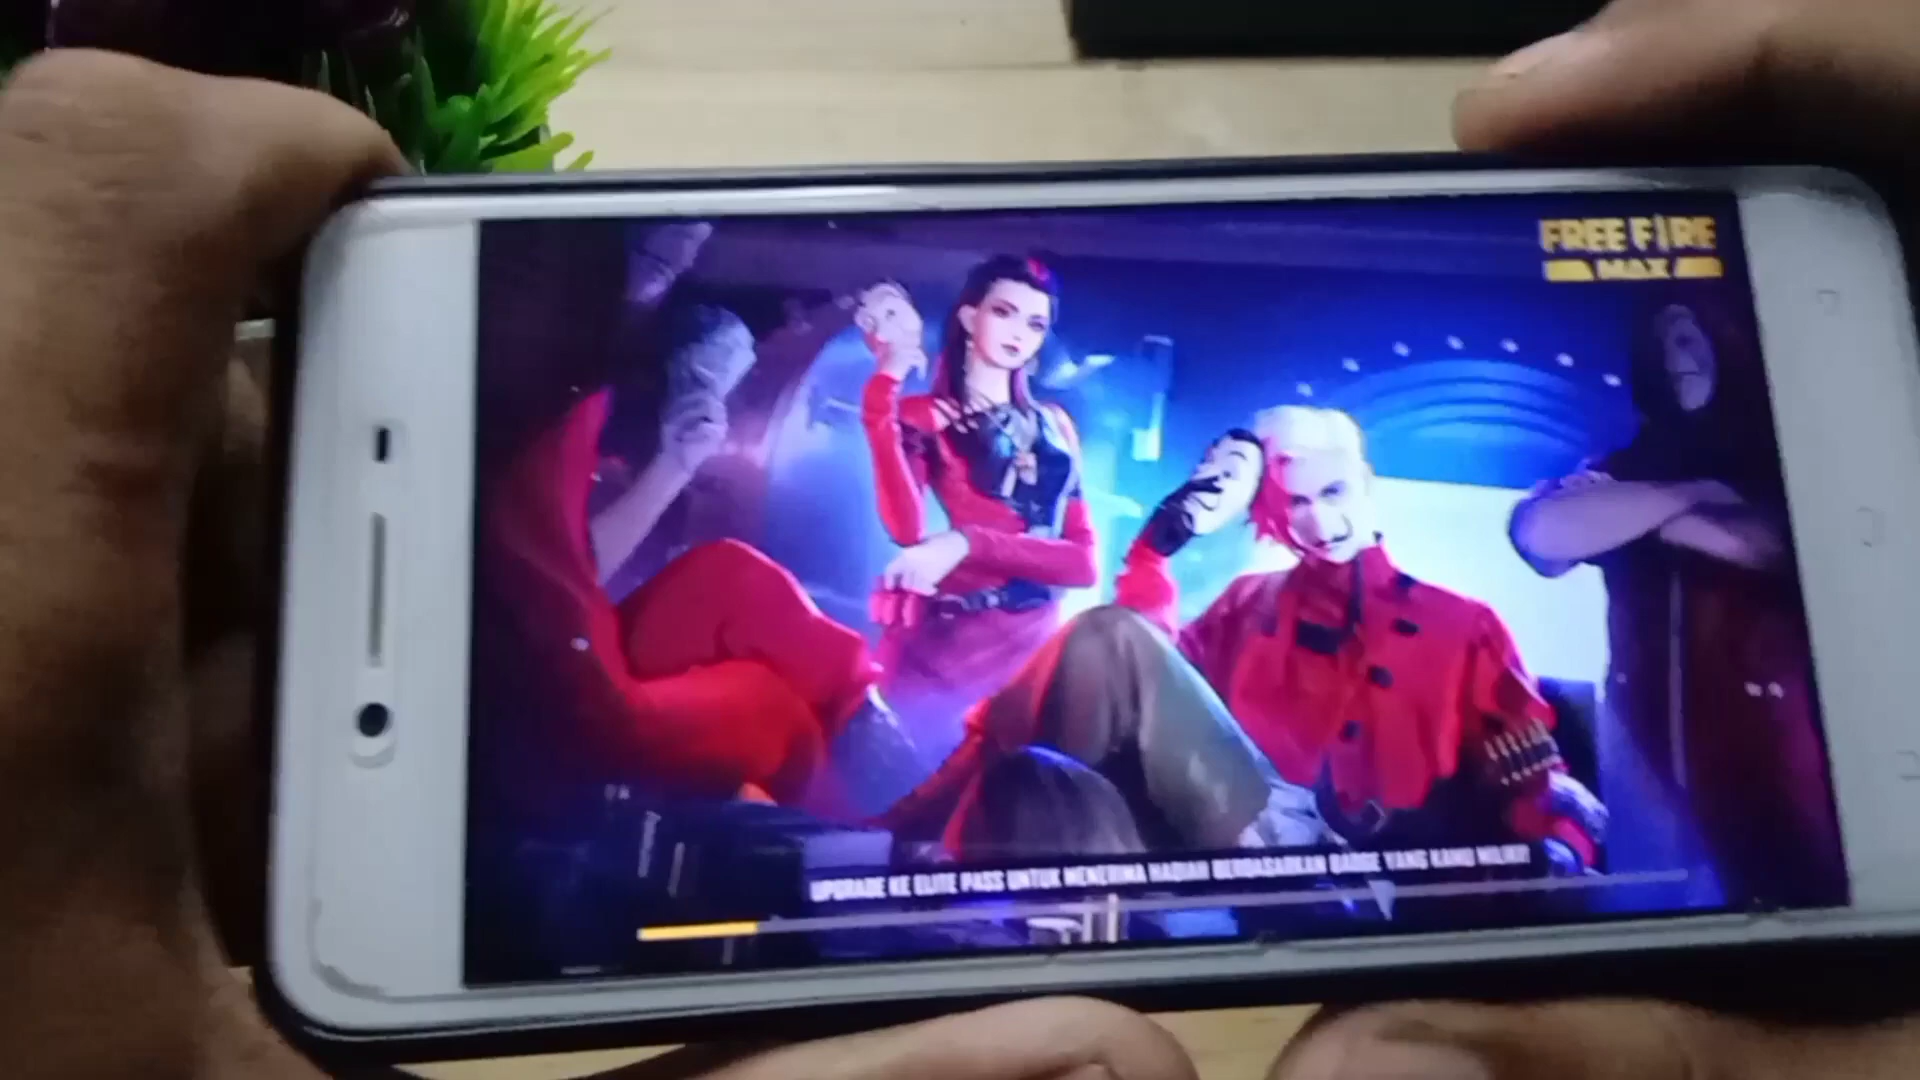 FREE FIRE
MAX
UPGRADE KE ELITE PASS UNTUK MENERIMA HADIAH BERDASARKAN BADGE YANG KAMU MILIKI!